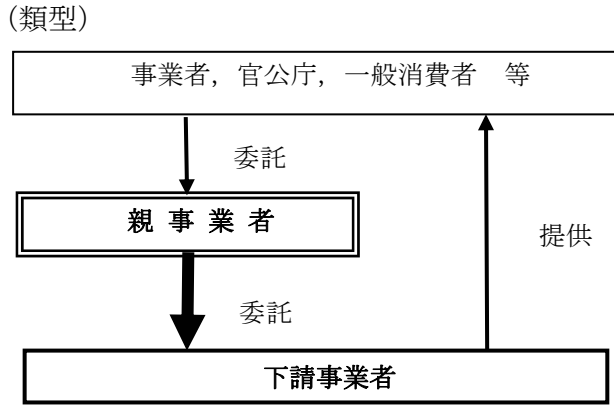 （類型）
事業者，官公庁，一般消費者　等
委託
親 事 業 者
提供
委託
下請事業者